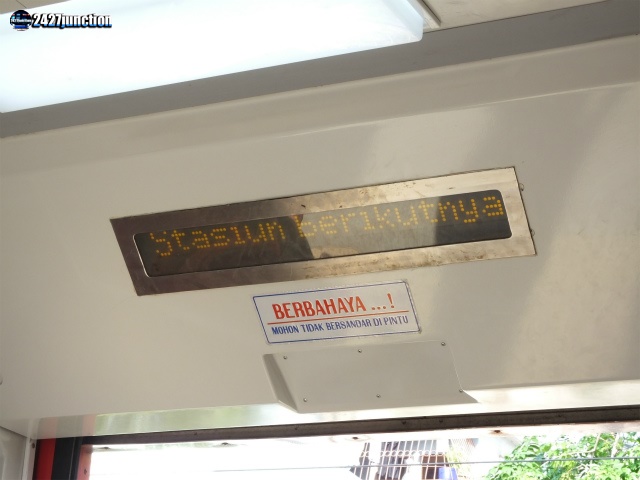 2427junction
Stasiun Berikutnya
BERBAHAYA ...!
MOHON TIDAK BERSANDAR DI PINTU